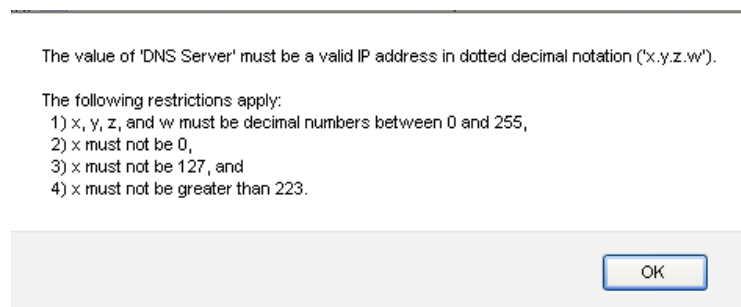 The value of 'DNS Server' must be a valid IP address in dotted decimal notation ('x.y.z.w').
The following restrictions apply:
1) x, y, z, and w must be decimal numbers between 0 and 255,
2) x must not be 0,
3) x must not be 127, and
4) x must not be greater than 223.
OK